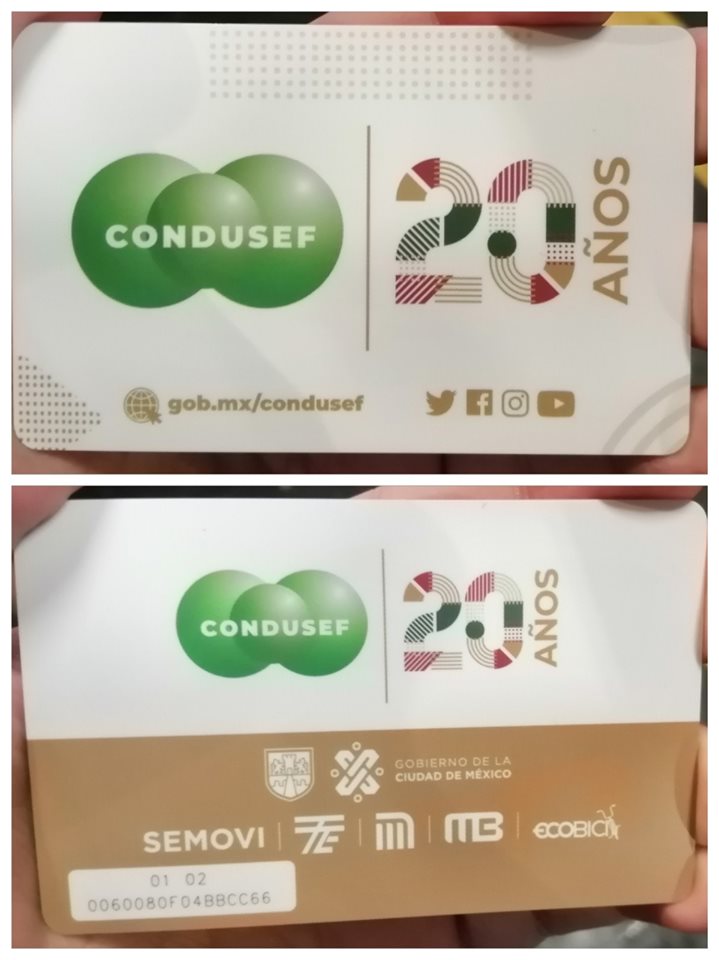 CONDUSEF
20 AÑOS
gob.mx/condusef
CONDUSEF
20 AÑOS
GOBIERNO DE LA
CIUDAD DE MÉXICO
SEMOVI MB ECOBICI
01 02
0060080F04BBCC66